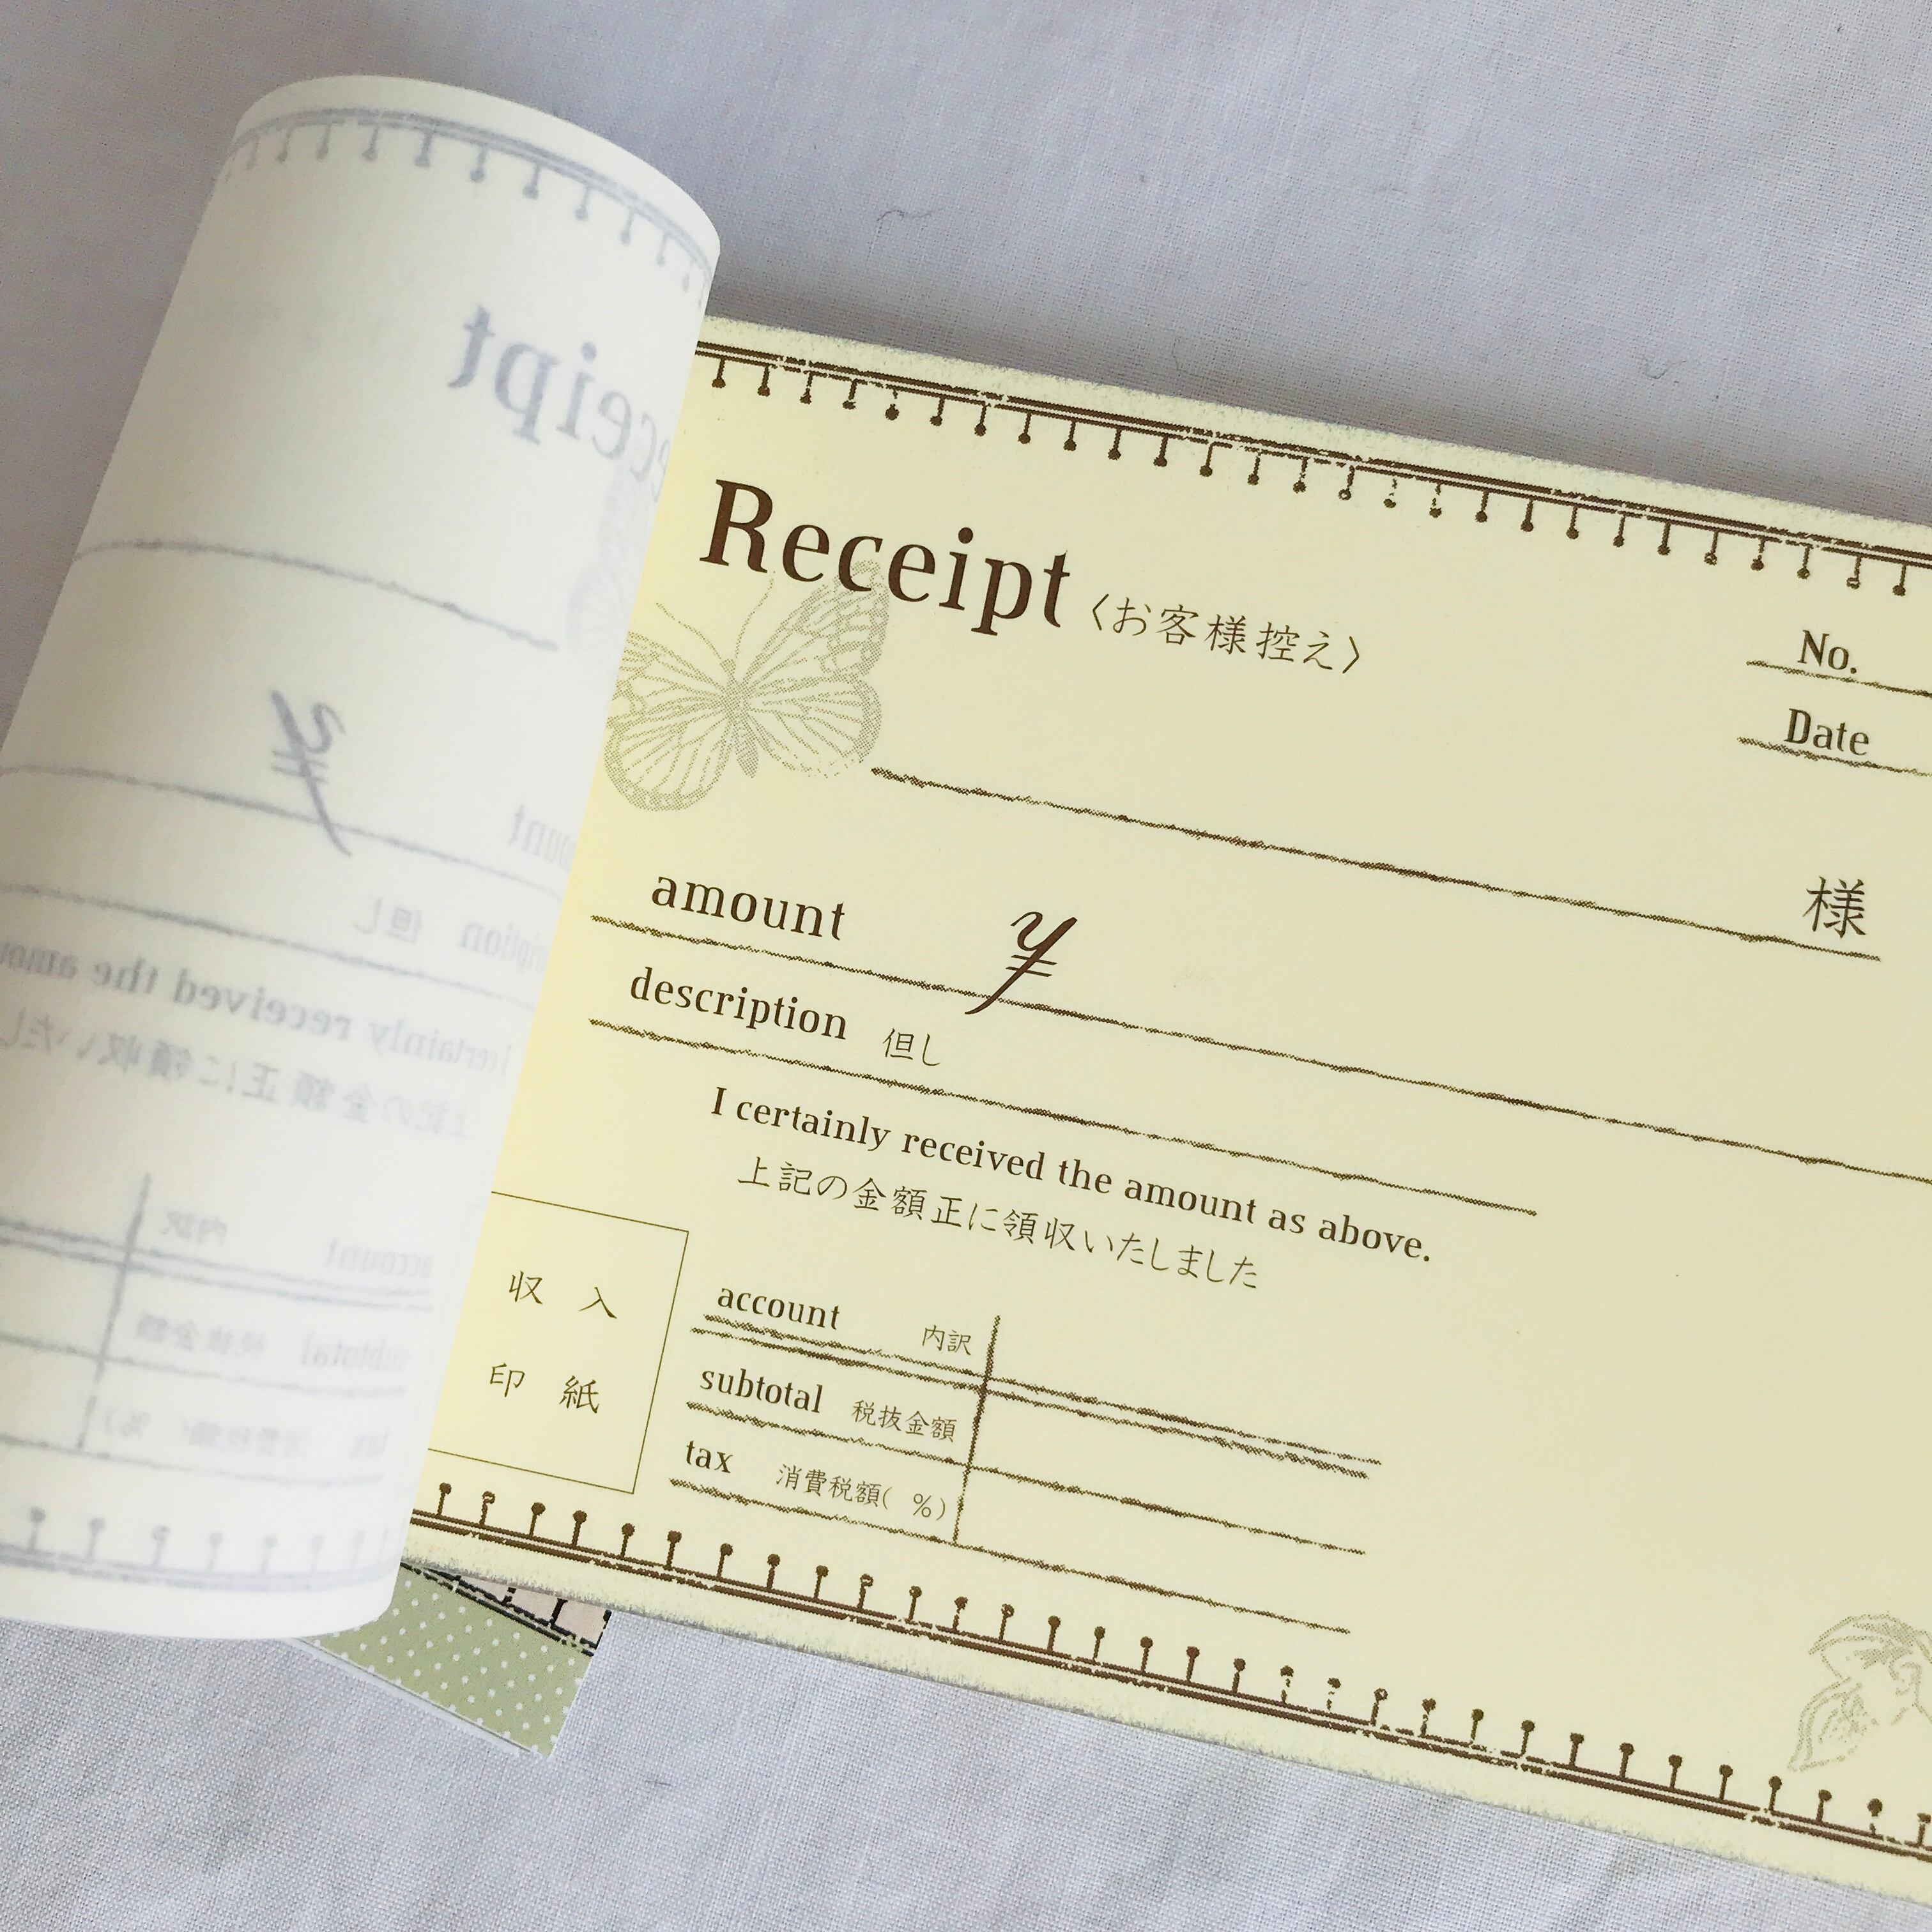 Receipt 〈お客様控え〉
No.
Date
様
amount ¥
description 但し
I certainly received the amount as above.
上記の金額正に領収いたしました
収入
印紙
account 内訳
subtotal 税抜金額
tax 消費税額( %)